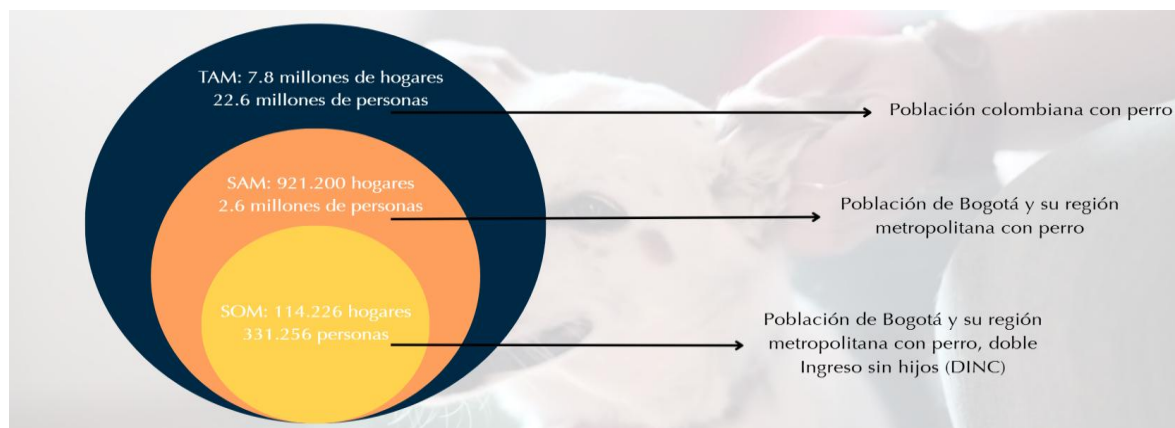 TAM: 7.8 millones de hogares
22.6 millones de personas
Población colombiana con perro
SAM: 921.200 hogares
2.6 millones de personas
Población de Bogotá y su región
metropolitana con perro
SOM: 114.226 hogares
331.256 personas
Población de Bogotá y su región
metropolitana con perro, doble
Ingreso sin hijos (DINC)